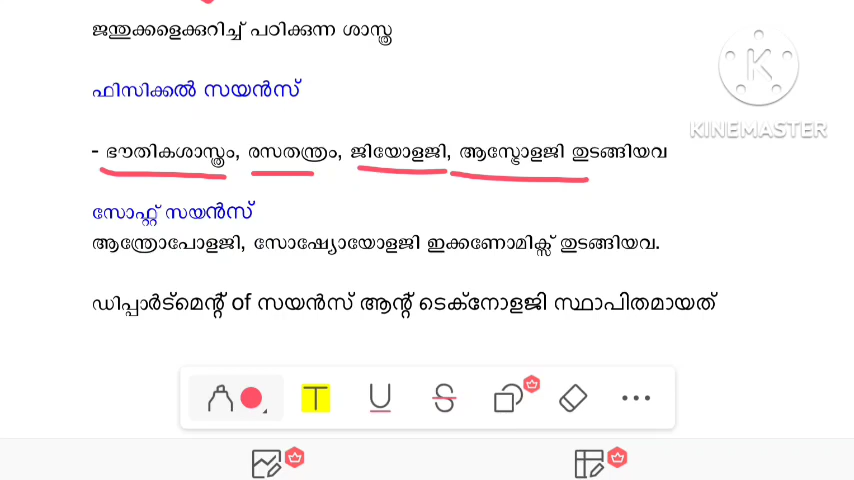 ജന്തുക്കളെക്കുറിച്ച് പഠിക്കുന്ന ശാസ്ത്ര
ഫിസിക്കൽ സയൻസ്
K
KINEMASTER
- ഭൗതികശാസ്ത്രം, രസതന്ത്രം, ജിയോളജി, ആസ്ട്രോളജി തുടങ്ങിയവ
സോഫ്റ്റ് സയൻസ്
ആന്ത്രോപോളജി, സോഷ്യോയോളജി ഇക്കണോമിക്സ് തുടങ്ങിയവ.
ഡിപ്പാർട്മെന്റ് of സയൻസ് ആന്റ് ടെക്നോളജി സ്ഥാപിതമായത്
T U S